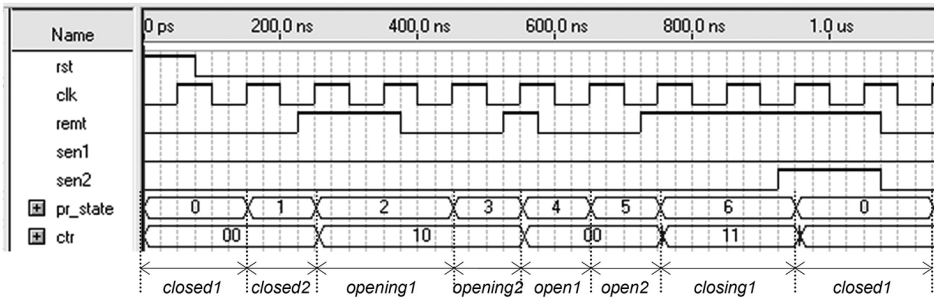 Name 0 ps 200.0 ns 400.0 ns 600.0 ns 800.0 ns 1.0 us
rst
clk
remt
sen1
sen2
pr_state 0 1 2 3 4 5 6 0
ctr 00 10 00 11
closed1 closed2 opening1 opening2 open1 open2 closing1 closed1